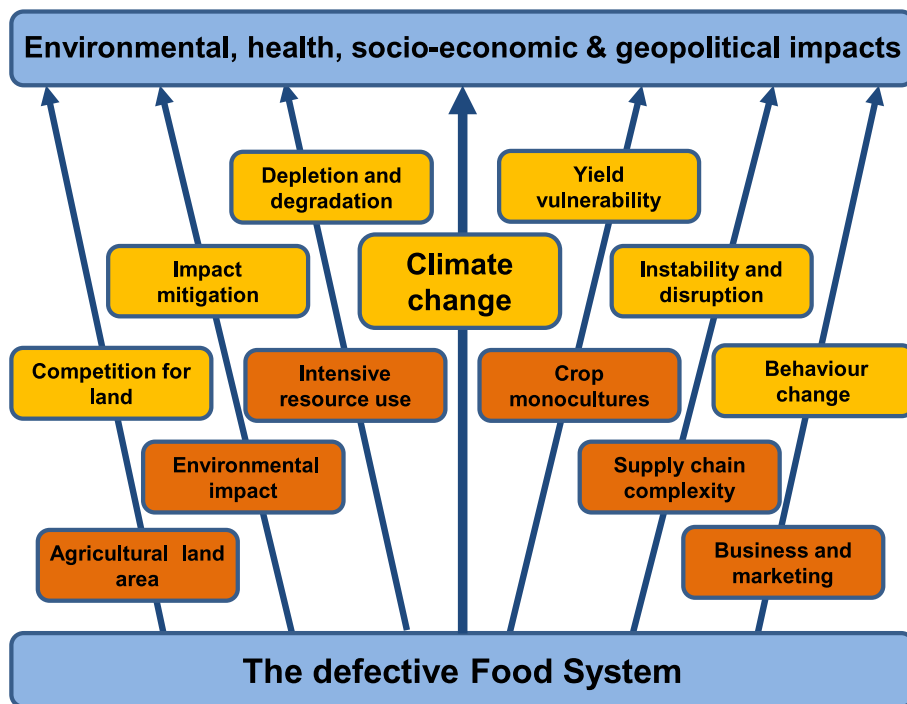 Environmental, health, socio-economic & geopolitical impacts
Depletion and
degradation
Yield
vulnerability
Climate
change
Impact
mitigation
Instability and
disruption
Competition for
land
Intensive
resource use
Crop
monocultures
Behaviour
change
Environmental
impact
Supply chain
complexity
Agricultural land
area
Business and
marketing
The defective Food System